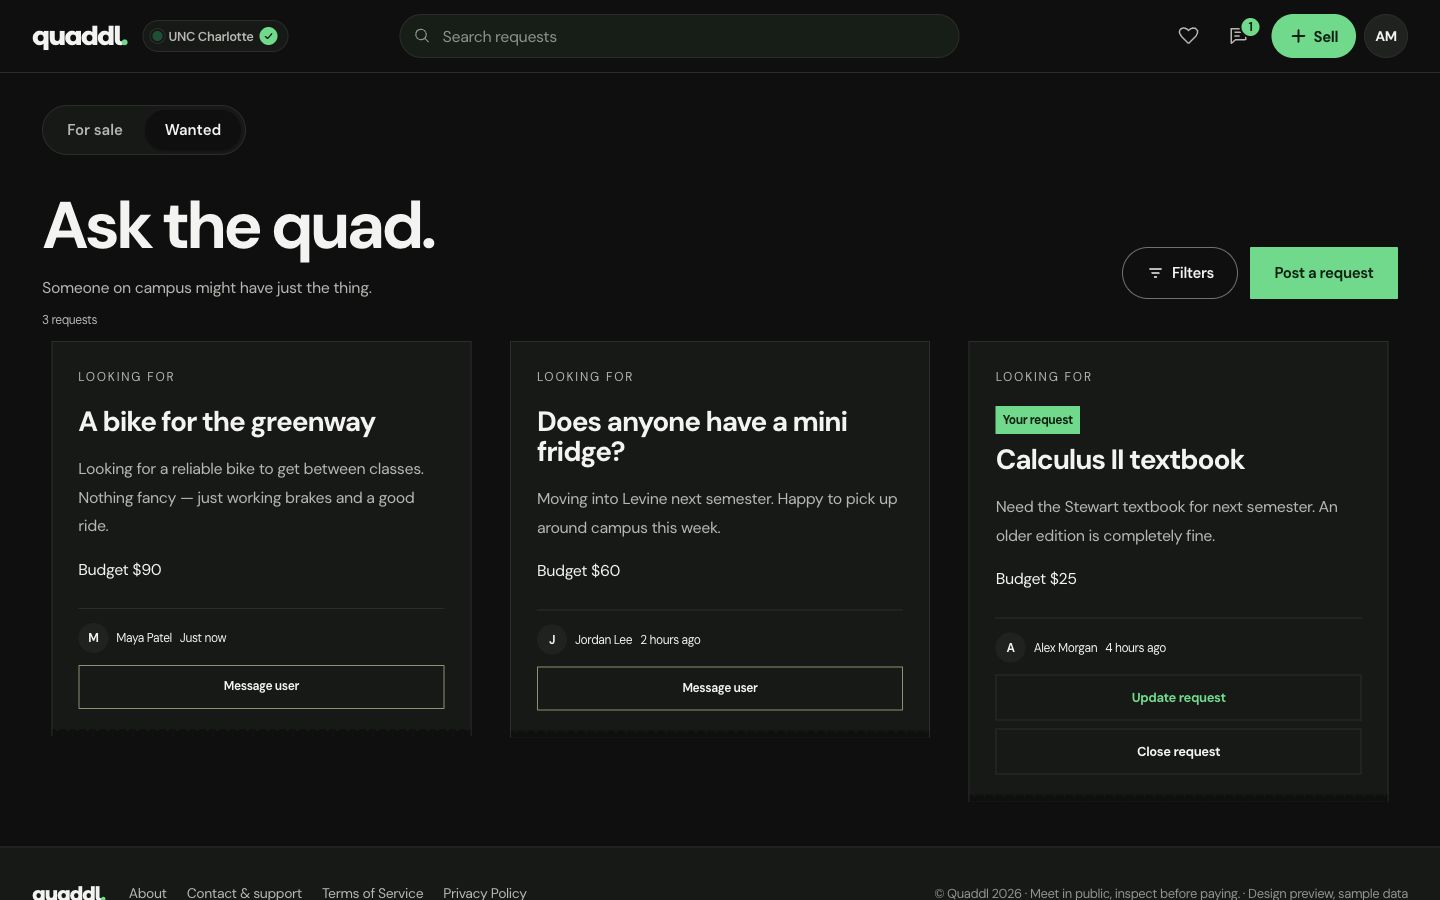 quaddl.
UNC Charlotte
Search requests
1
Sell
AM
For sale
Wanted
Ask the quad.
Someone on campus might have just the thing.
Filters
Post a request
3 requests
LOOKING FOR
A bike for the greenway
Looking for a reliable bike to get between classes.
Nothing fancy — just working brakes and a good
ride.
Budget $90
M
Maya Patel Just now
Message user
LOOKING FOR
Does anyone have a mini
fridge?
Moving into Levine next semester. Happy to pick up
around campus this week.
Budget $60
J
Jordan Lee 2 hours ago
Message user
LOOKING FOR
Your request
Calculus II textbook
Need the Stewart textbook for next semester. An
older edition is completely fine.
Budget $25
A
Alex Morgan 4 hours ago
Update request
Close request
quaddl.
About
Contact & support
Terms of Service
Privacy Policy
© Quaddl 2026 · Meet in public, inspect before paying. · Design preview, sample data